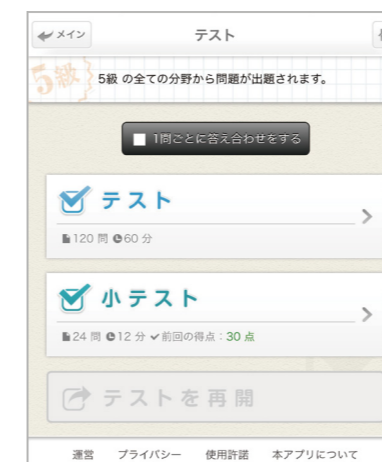 メイン
テスト
5級
5級 の全ての分野から問題が出題されます。
1問ごとに答え合わせをする
テスト
120 問 60 分
小テスト
24 問 12 分 前回の得点：30 点
テストを再開
運営 プライバシー 使用許諾 本アプリについて